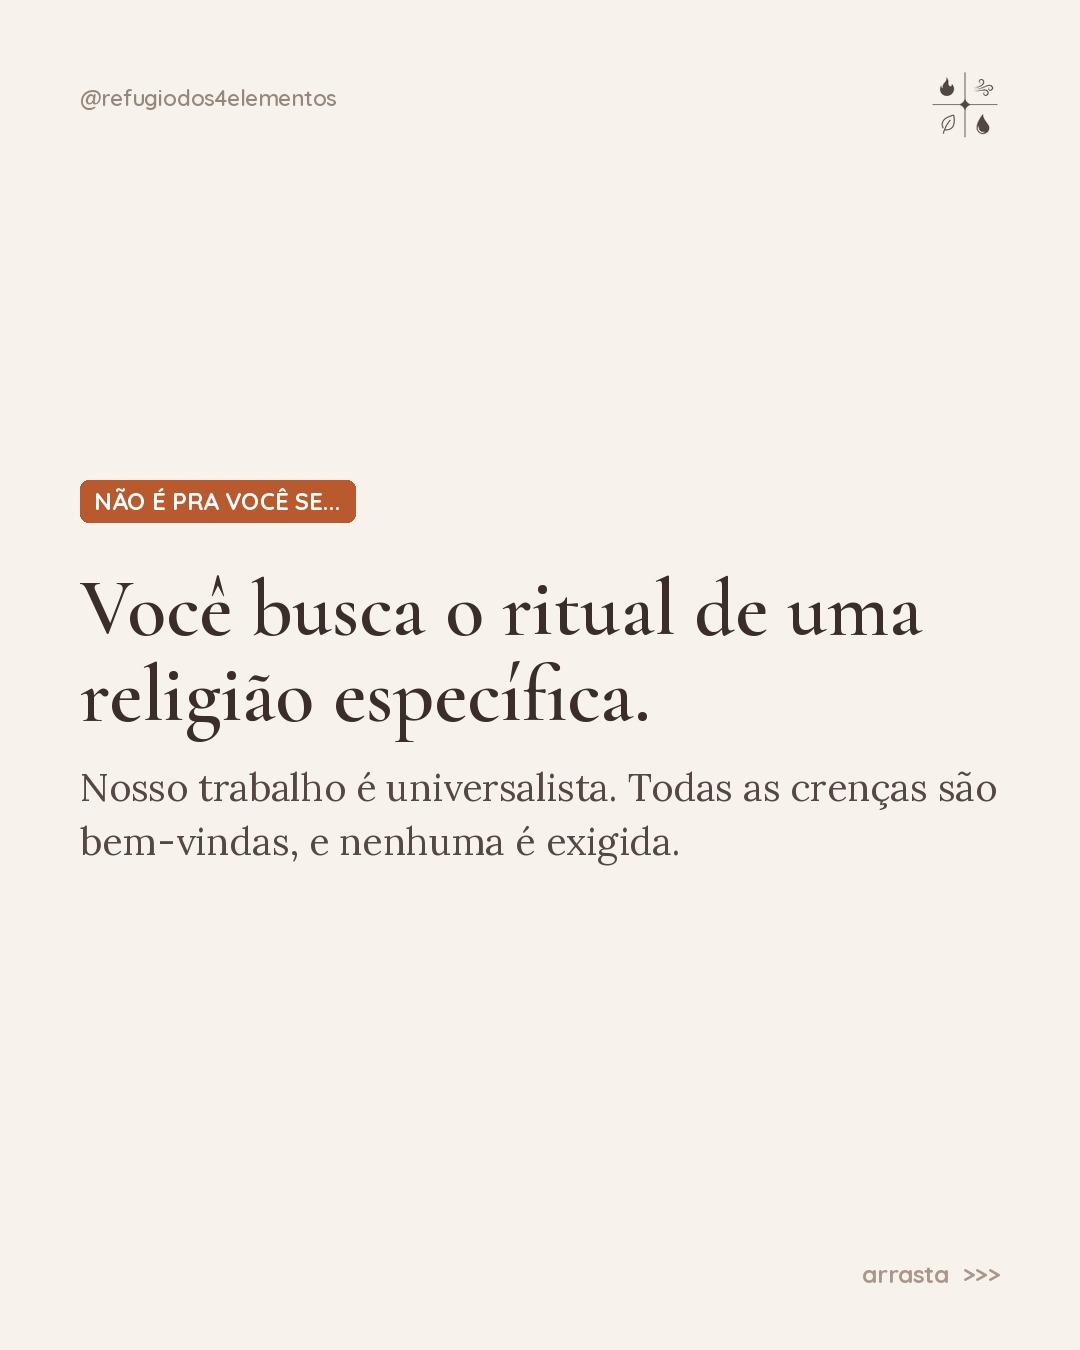 @refugiodos4elementos
NÃO É PRA VOCÊ SE...
Você busca o ritual de uma
religião específica.
Nosso trabalho é universalista. Todas as crenças são
bem-vindas, e nenhuma é exigida.
arrasta >>>